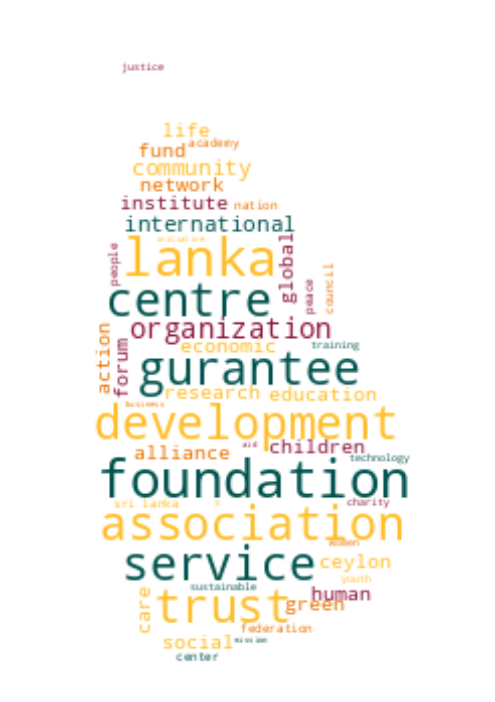 justice
life
academy
fund
community
network
institute nation
international
initiative
lanka
people
global
centre
peace
council
organization
action
forum
economic training
gurantee
research education
business
development
aid children
alliance
technology
foundation
sri lanka
charity
association
women
service ceylon
youth
sustainable
care
human
trust green
federation
social mission
center